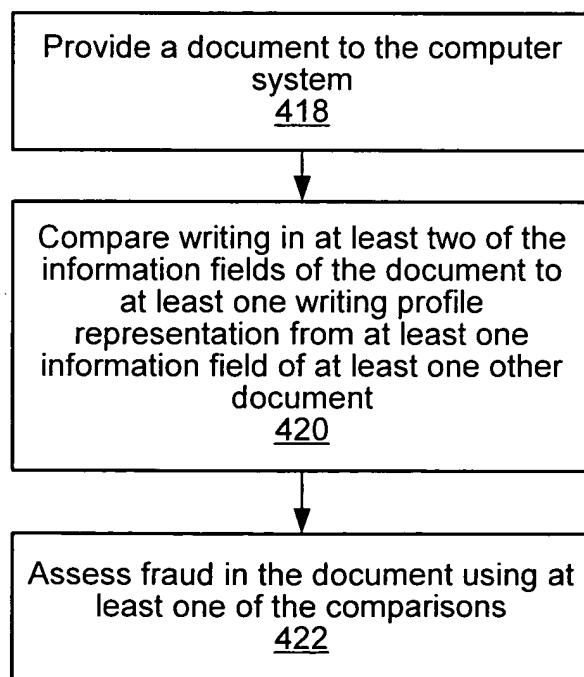 Provide a document to the computer
system
418
Compare writing in at least two of the
information fields of the document to
at least one writing profile
representation from at least one
information field of at least one other
document
420
Assess fraud in the document using at
least one of the comparisons
422